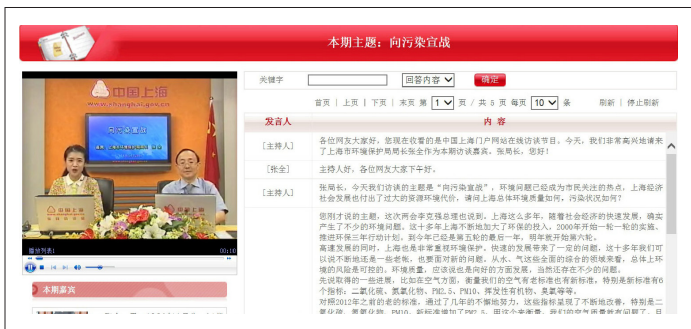 本期主题：向污染宣战
关键字 回答内容 确定
首页 | 上页 | 下页 | 末页 第 1 页 / 共 5 页 每页 10 条 刷新 | 停止刷新
发言人 内 容
[主持人] 各位网友大家好，您现在收看的是中国上海门户网站在线访谈节目。今天，我们非常高兴地请来
了上海市环境保护局局长张全作为本期访谈嘉宾。张局长，您好！
[张全] 主持人好，各位网友大家下午好。
[主持人] 张局长，今天我们访谈的主题是“向污染宣战”，环境问题已经成为市民关注的热点，上海经济
社会发展也付出了过大的资源环境代价，请问上海总体环境质量如何，污染状况如何？
您刚才说的主题，这次两会李克强总理也说到。上海这么多年，随着社会经济的快速发展，确实
产生了不少的环境问题。这十多年上海不断地加大了环保的投入，2000年开始一轮一轮的实施、
推进环保三年行动计划，到今年已经是第五轮的最后一年，明年就开始第六轮。
高速发展的同时，上海也是非常重视环境保护。快速的发展带来了一定的问题，这十多年我们可
以说不断地还是一些老帐，也要面对新的问题。从水、气这些全面的综合的领域来看，总体上环
境的风险是可控的，环境质量，应该说也是向好的方面发展，当然还存在不少的问题。
先说取得的一些进展，比如在空气方面，衡量我们的空气有老标准也有新标准，特别是新标准有6
个指标：二氧化硫、氮氧化物、PM2.5、PM10、挥发性有机物、臭氧等等。
对照2012年之前的老的标准，通过了几年的不懈地努力，这些指标呈现了不断地改善，特别是二
中国上海
www.shanghai.gov.cn
向污染宣战
播放列表： 00:10
本期嘉宾